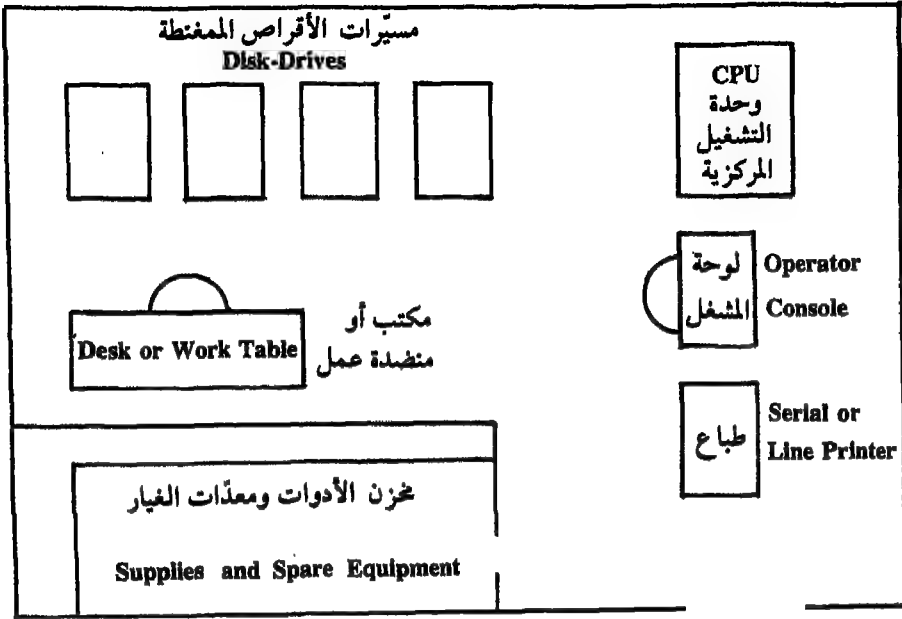 مسيّرات الأقراص الممغنطة
Disk-Drives
CPU
وحدة
التشغيل
المركزية
لوحة
المشغل
Operator
Console
مكتب أو
منضدة عمل
Desk or Work Table
طباع
Serial or
Line Printer
مخزن الأدوات ومعدّات الغيار
Supplies and Spare Equipment